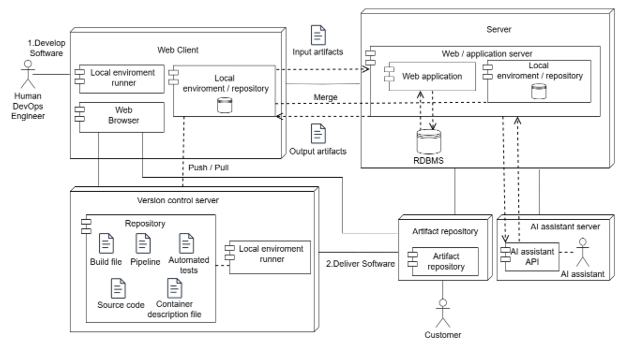 1.Develop
Software
Human
DevOps
Engineer
Web Client
Local enviroment
runner
Web
Browser
Local
enviroment / repository
Input artifacts
Merge
Output artifacts
Server
Web / application server
Web application
Local
enviroment / repository
RDBMS
Push / Pull
Version control server
Repository
Build file
Pipeline
Automated
tests
Source code
Container
description file
Local enviroment
runner
2.Deliver Software
Artifact repository
Artifact
repository
Customer
AI assistant server
AI assistant
API
AI assistant